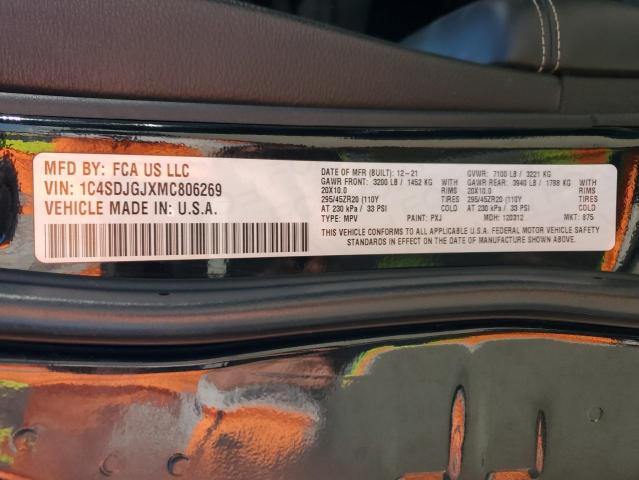 MFD BY: FCA US LLC
VIN: 1C4SDJGJXMC806269
VEHICLE MADE IN: U.S.A.
DATE OF MFR (BUILT): 12-21 GVWR: 7100 LB / 3221 KG
GAWR FRONT: 3200 LB / 1452 KG WITH GAWR REAR: 3940 LB / 1788 KG WITH
20X10.0 RIMS 20X10.0 RIMS
295/45ZR20 (110Y TIRES 295/45ZR20 (110Y TIRES
AT 230 kPa / 33 PSI COLD AT 230 kPa / 33 PSI COLD
TYPE: MPV PAINT: PXJ MDH: 120312 MKT: 875
THIS VEHICLE CONFORMS TO ALL APPLICABLE U.S.A. FEDERAL MOTOR VEHICLE SAFETY
STANDARDS IN EFFECT ON THE DATE OF MANUFACTURE SHOWN ABOVE.